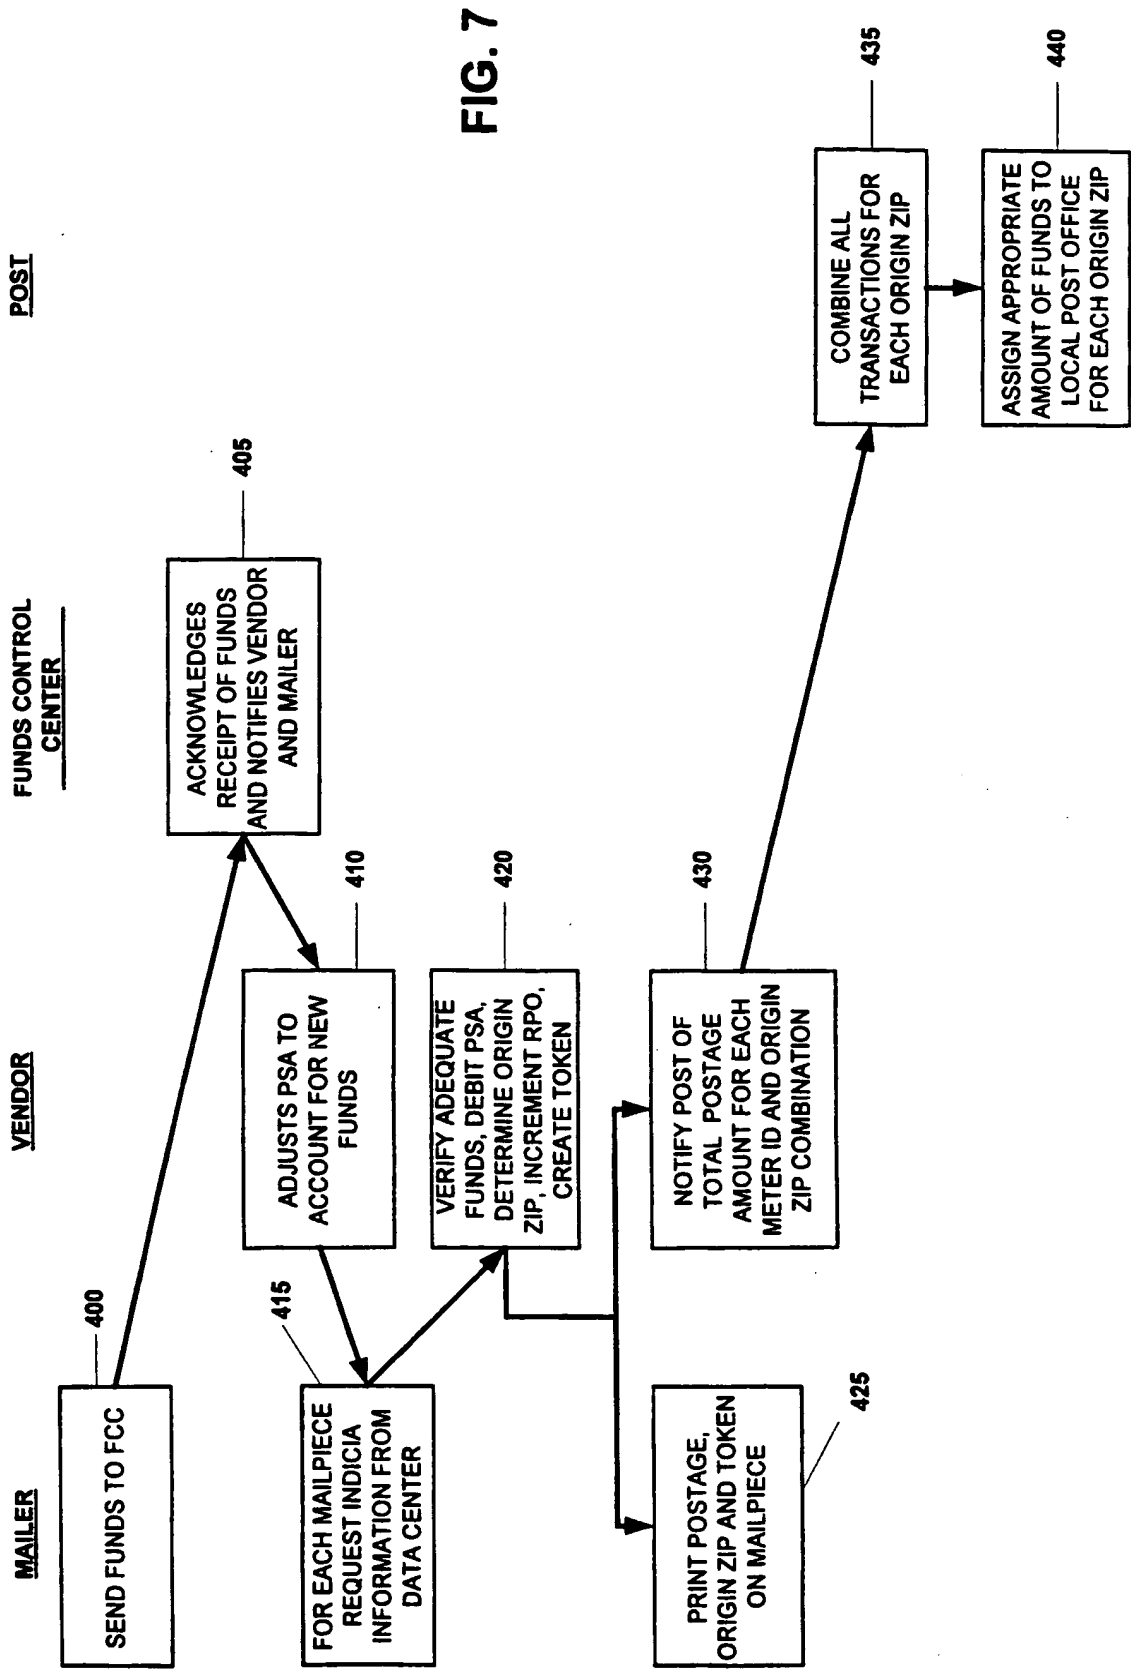 MAILER
VENDOR
FUNDS CONTROL
CENTER
POST
400
SEND FUNDS TO FCC
405
ACKNOWLEDGES
RECEIPT OF FUNDS
AND NOTIFIES VENDOR
AND MAILER
410
ADJUSTS PSA TO
ACCOUNT FOR NEW
FUNDS
415
FOR EACH MAILPIECE
REQUEST INDICIA
INFORMATION FROM
DATA CENTER
420
VERIFY ADEQUATE
FUNDS, DEBIT PSA,
DETERMINE ORIGIN
ZIP, INCREMENT RPO,
CREATE TOKEN
PRINT POSTAGE,
ORIGIN ZIP AND TOKEN
ON MAILPIECE
425
430
NOTIFY POST OF
TOTAL POSTAGE
AMOUNT FOR EACH
METER ID AND ORIGIN
ZIP COMBINATION
435
COMBINE ALL
TRANSACTIONS FOR
EACH ORIGIN ZIP
440
ASSIGN APPROPRIATE
AMOUNT OF FUNDS TO
LOCAL POST OFFICE
FOR EACH ORIGIN ZIP
FIG. 7